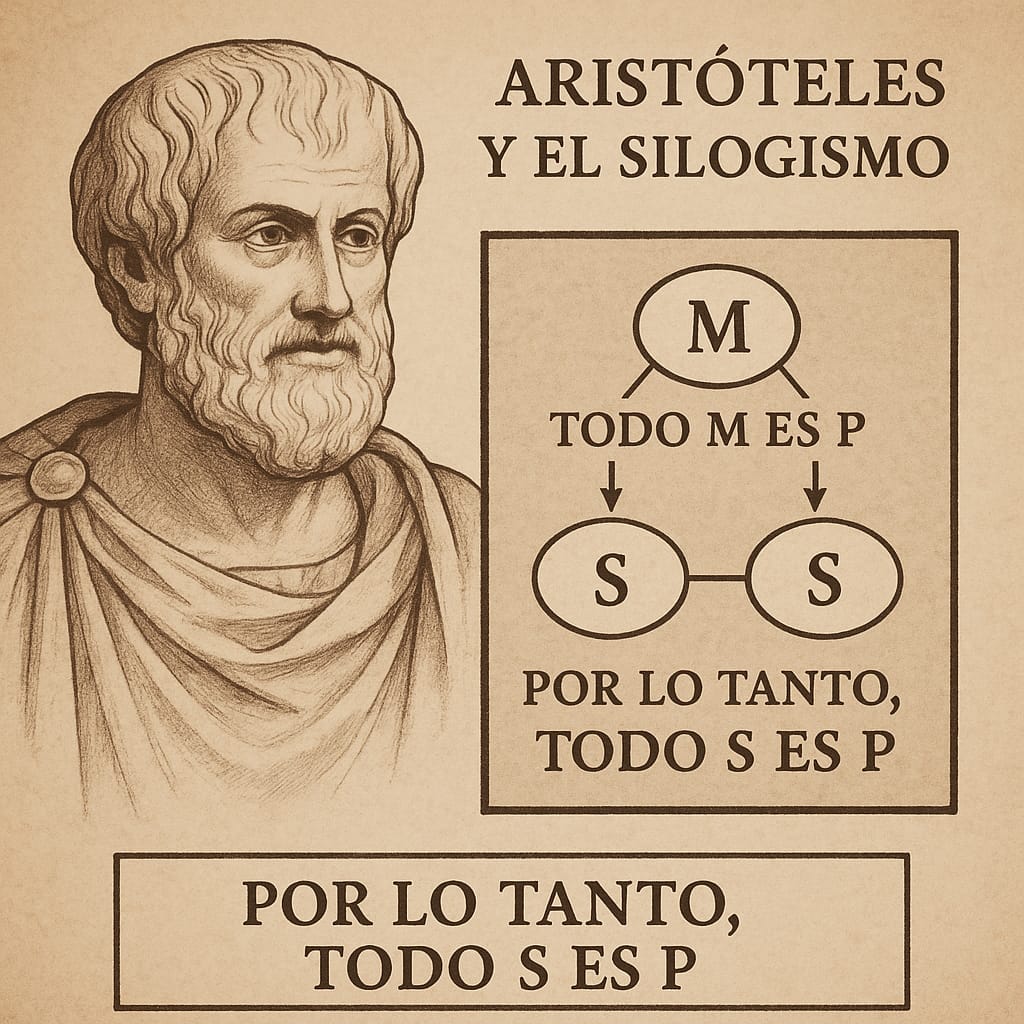 ARISTÓTELES
Y EL SILOGISMO
M
TODO M ES P
S
S
POR LO TANTO,
TODO S ES P
POR LO TANTO,
TODO S ES P